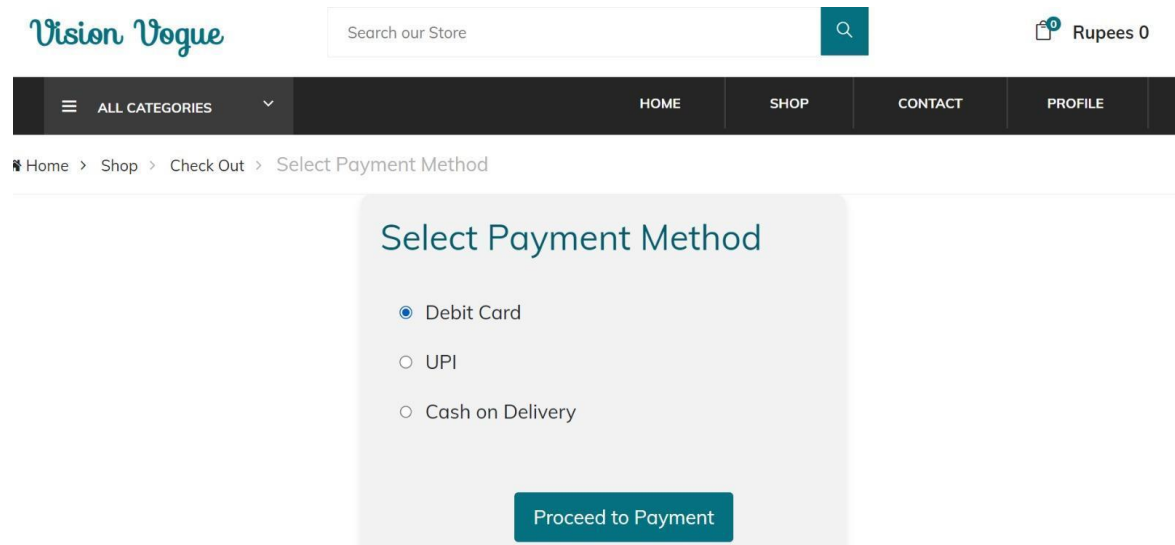 Vision Vogue
Search our Store
0
Rupees 0
ALL CATEGORIES
HOME SHOP CONTACT PROFILE
Home > Shop > Check Out > Select Payment Method
Select Payment Method
Debit Card
UPI
Cash on Delivery
Proceed to Payment